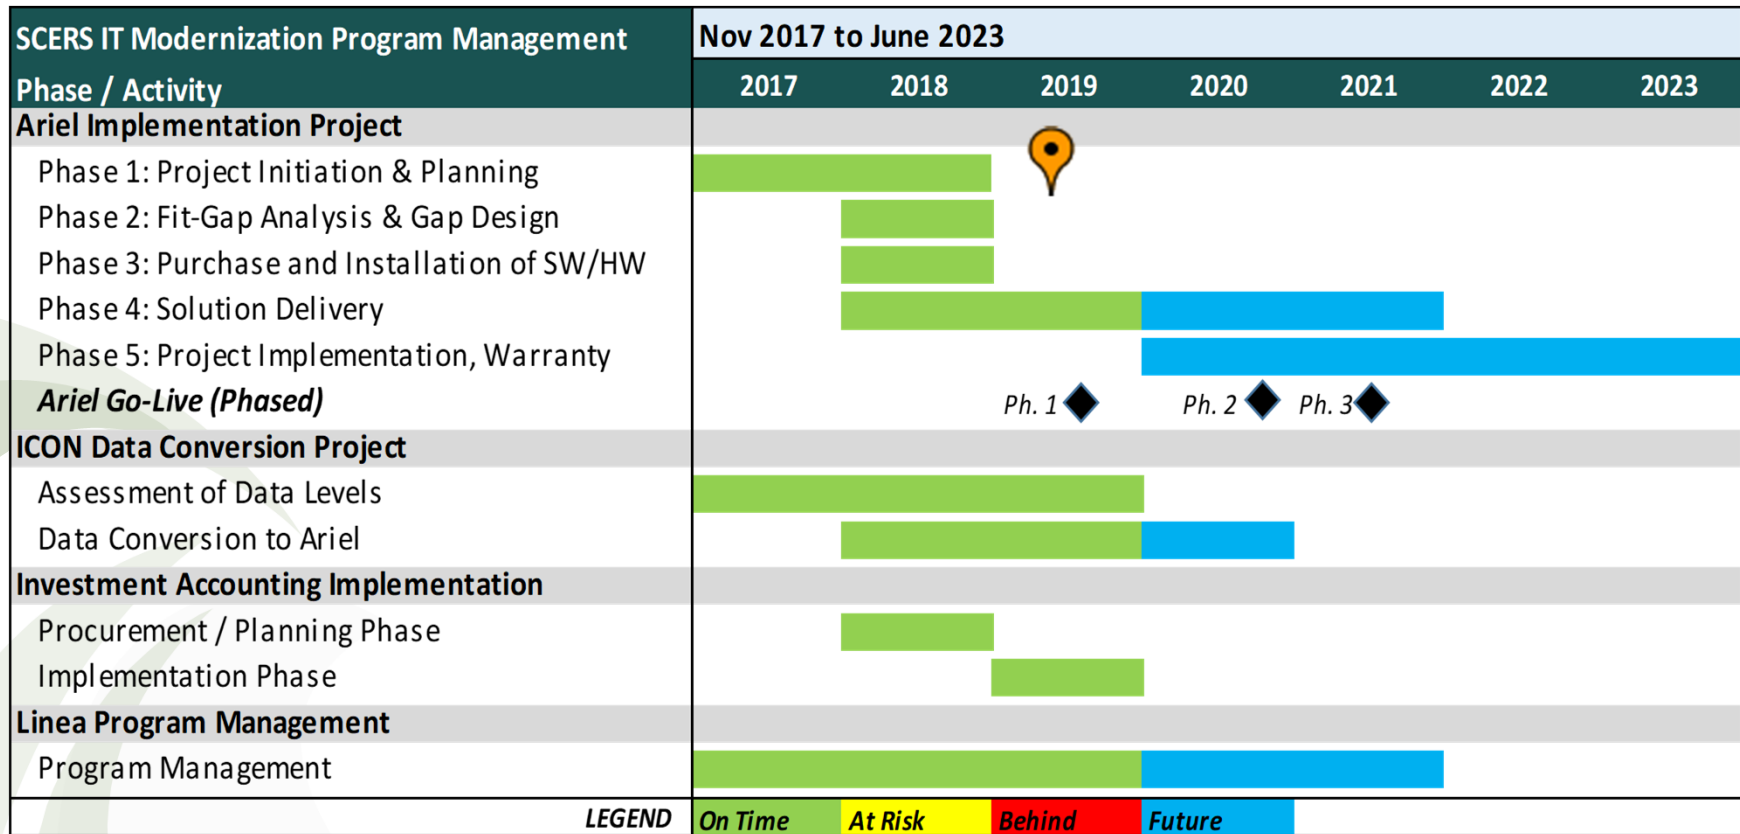 SCERS IT Modernization Program Management
Nov 2017 to June 2023
Phase / Activity
2017 2018 2019 2020 2021 2022 2023
Ariel Implementation Project
Phase 1: Project Initiation & Planning
Phase 2: Fit-Gap Analysis & Gap Design
Phase 3: Purchase and Installation of SW/HW
Phase 4: Solution Delivery
Phase 5: Project Implementation, Warranty
Ariel Go-Live (Phased)
Ph. 1 Ph. 2 Ph. 3
ICON Data Conversion Project
Assessment of Data Levels
Data Conversion to Ariel
Investment Accounting Implementation
Procurement / Planning Phase
Implementation Phase
Linea Program Management
Program Management
LEGEND On Time At Risk Behind Future